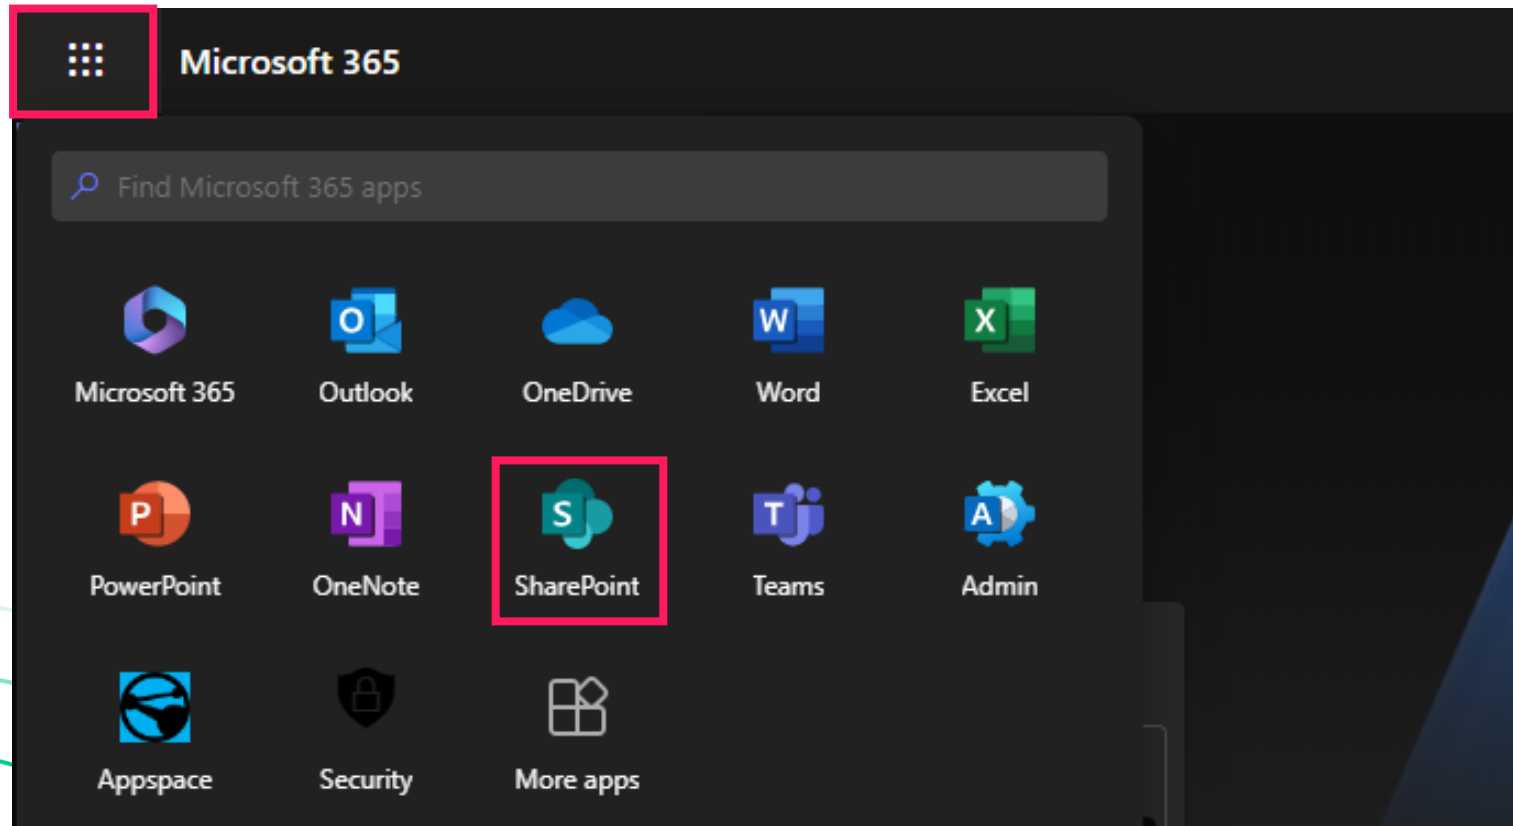 Microsoft 365
Find Microsoft 365 apps
O
W
X
Microsoft 365
Outlook
OneDrive
Word
Excel
P
N
S
T
A
PowerPoint
OneNote
SharePoint
Teams
Admin
Appspace
Security
More apps